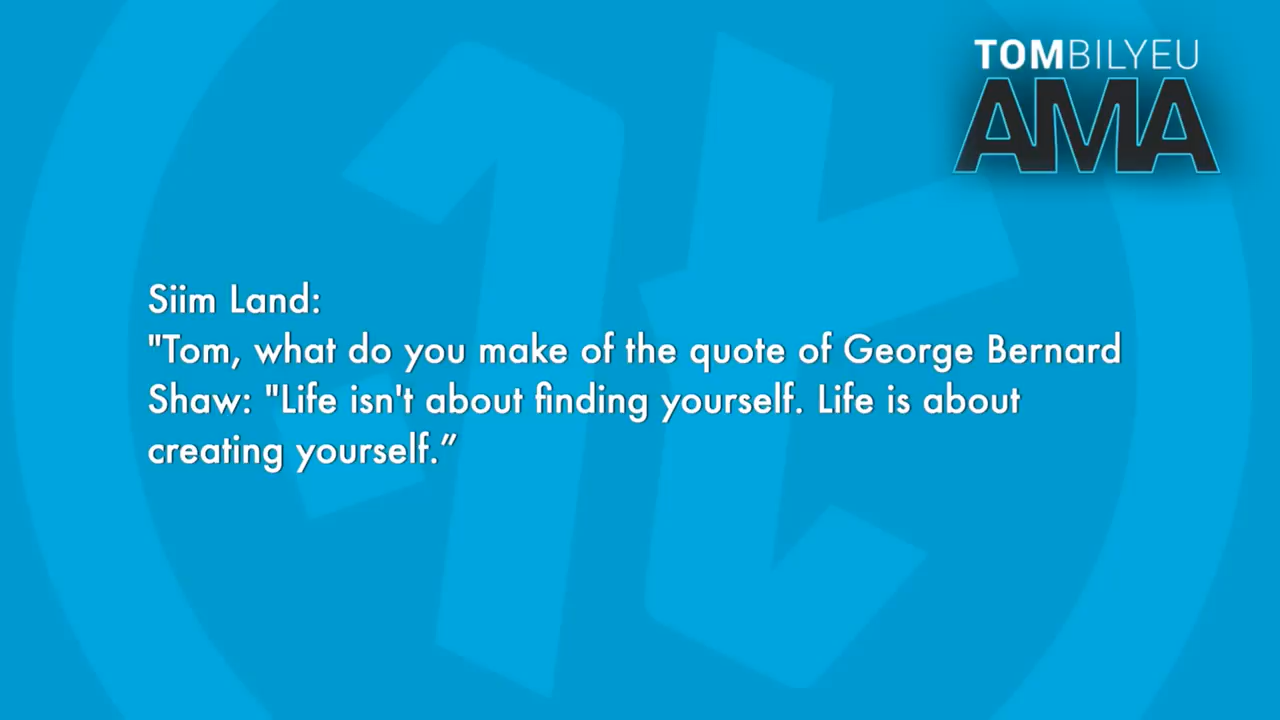 TOMBILYEU
AMA
Siim Land:
"Tom, what do you make of the quote of George Bernard
Shaw: "Life isn't about finding yourself. Life is about
creating yourself.”